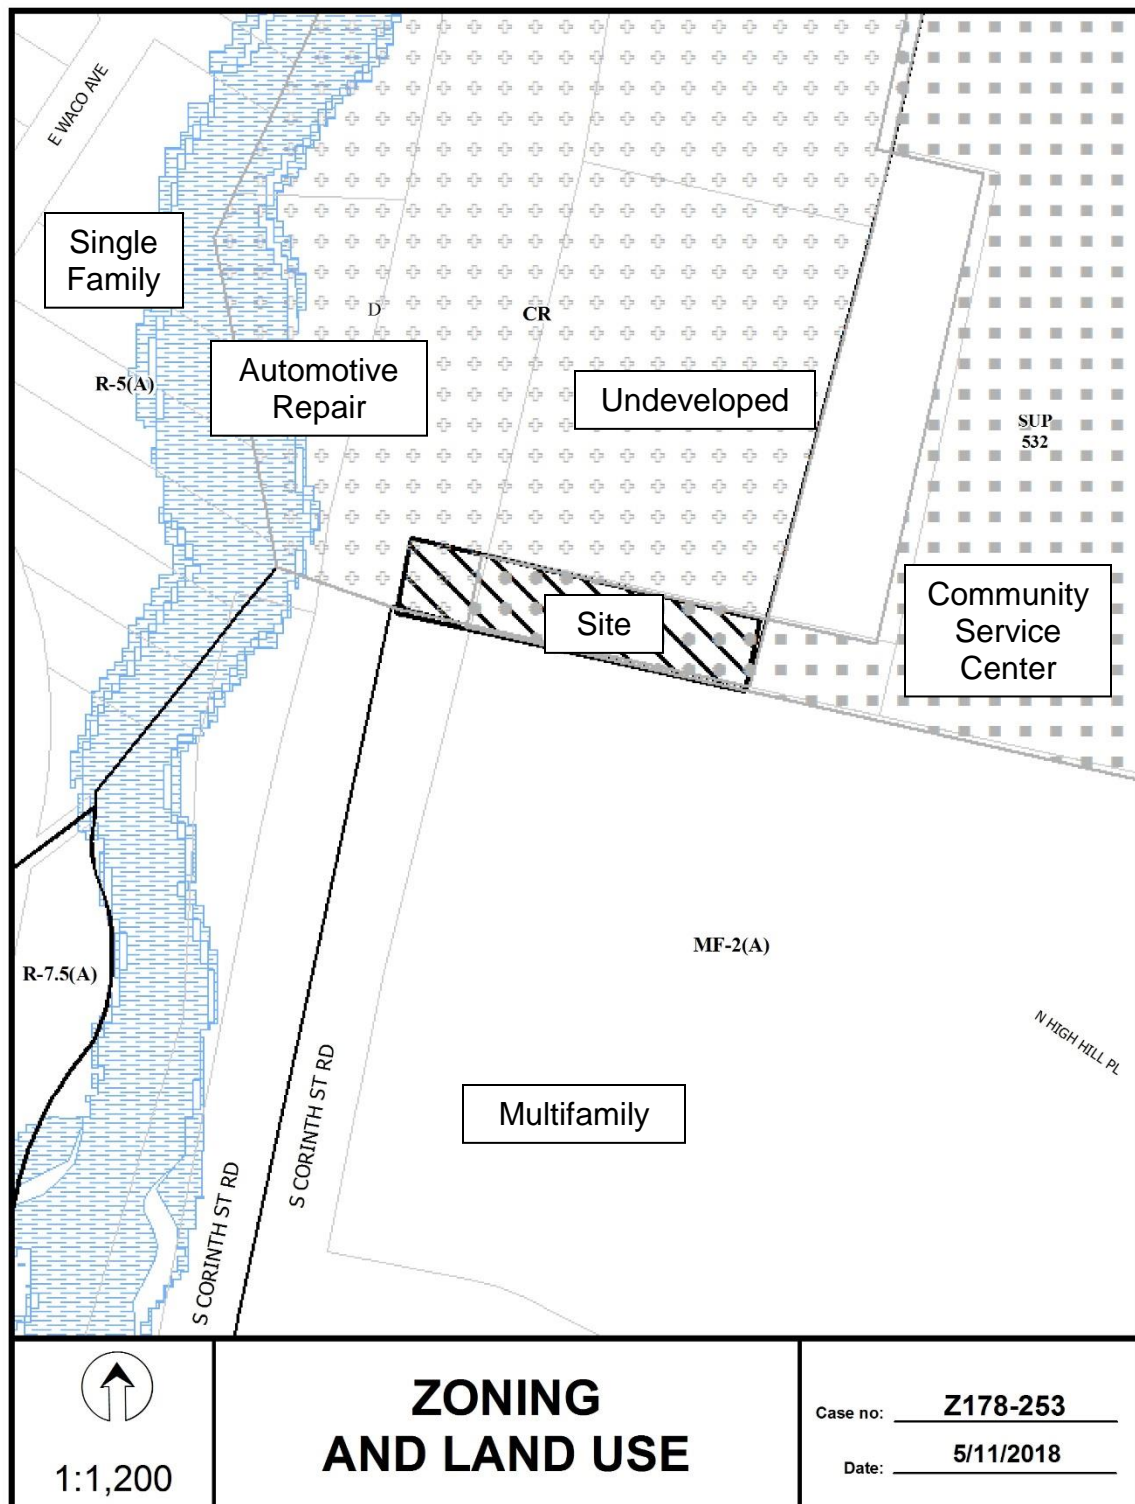 E WACO AVE
Single
Family
D
CR
Automotive
Repair
R-5(A)
Undeveloped
SUP
532
Site
Community
Service
Center
MF-2(A)
R-7.5(A)
N HIGH HILL PL
S CORINTH ST RD
Multifamily
S CORINTH ST RD
1:1,200
ZONING
AND LAND USE
Case no: Z178-253
Date: 5/11/2018